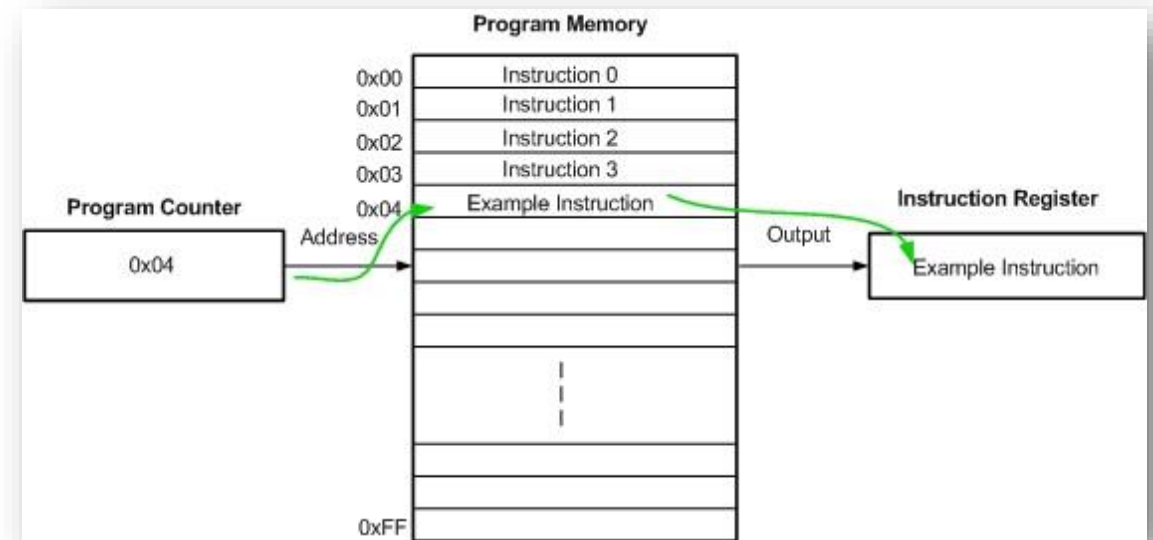 Program Memory
0x00
Instruction 0
0x01
Instruction 1
0x02
Instruction 2
0x03
Instruction 3
0x04
Example Instruction
Program Counter
0x04
Address
Output
Instruction Register
Example Instruction
0xFF